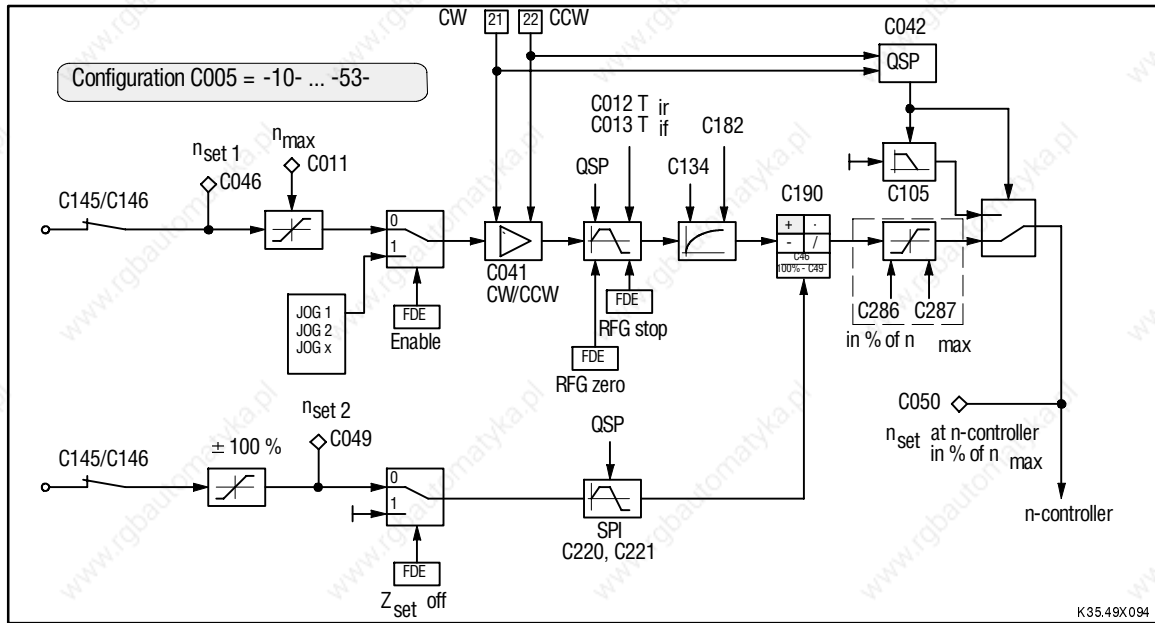 CW 21 22 CCW
C042
QSP
Configuration C005 = -10- ... -53-
C012 T ir
C013 T if
C182
n max
C011
n set 1
C046
QSP
C134
C105
C190
C145/C146
0
1
+ ·
- /
C46
100% - C49
C041
CW/CCW
JOG 1
JOG 2
JOG x
FDE
Enable
FDE
RFG stop
FDE
RFG zero
C286 C287
in % of n max
n set 2
C049
± 100 %
C145/C146
0
1
QSP
SPI
C220, C221
FDE
Z set off
C050
n set at n-controller
in % of n max
n-controller
K35.49X094
www.rgbautomatyka.pl